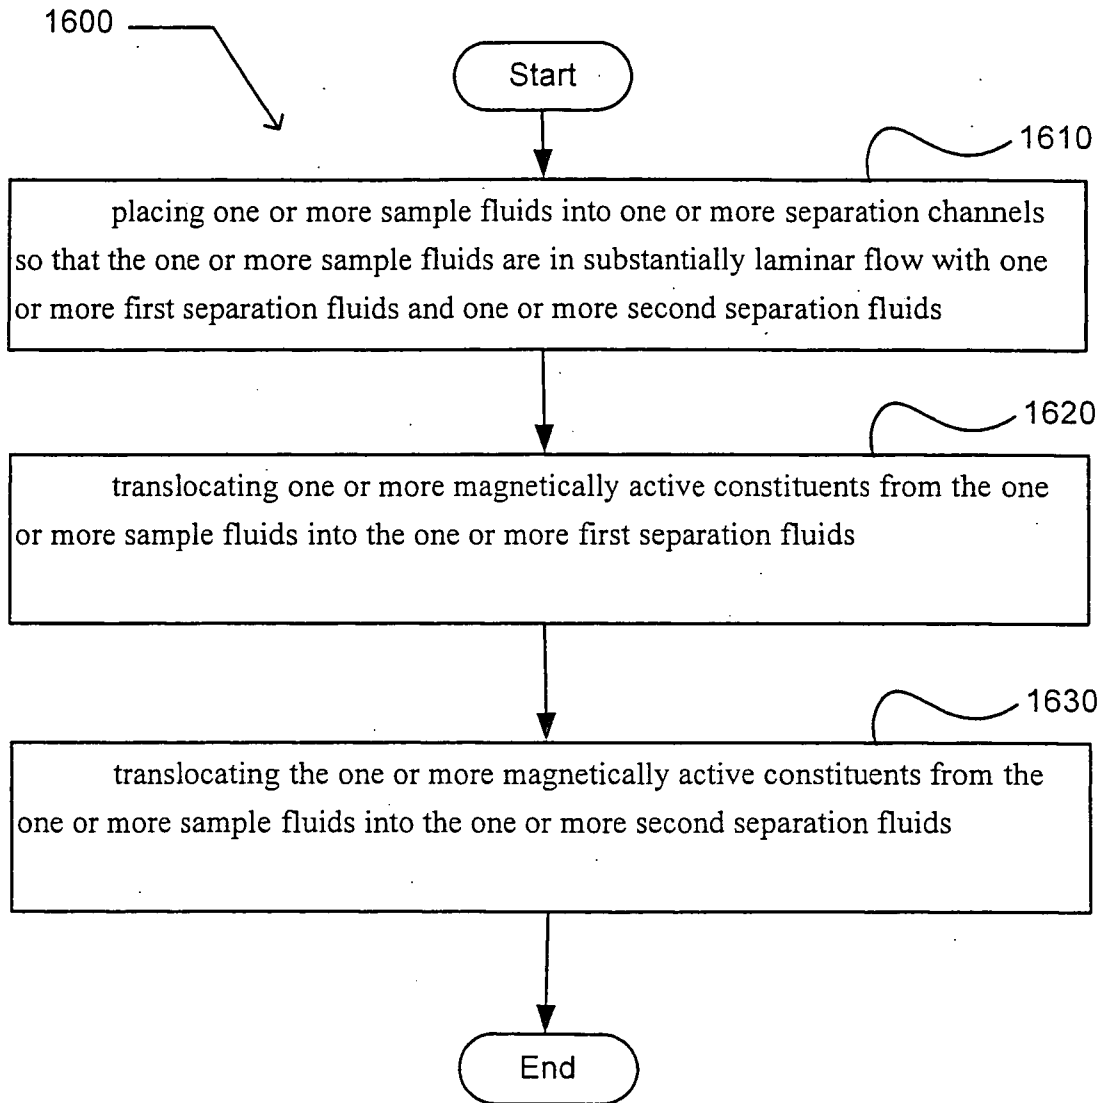 1600
Start
1610
placing one or more sample fluids into one or more separation channels
so that the one or more sample fluids are in substantially laminar flow with one
or more first separation fluids and one or more second separation fluids
1620
translocating one or more magnetically active constituents from the one
or more sample fluids into the one or more first separation fluids
1630
translocating the one or more magnetically active constituents from the
one or more sample fluids into the one or more second separation fluids
End